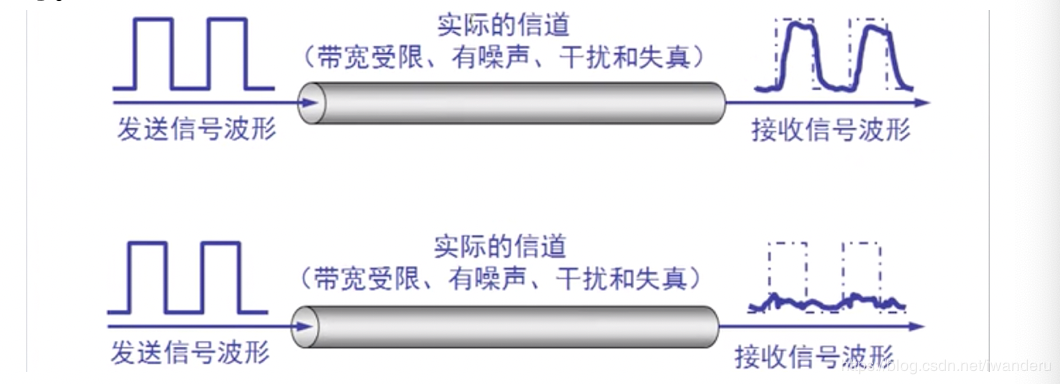 实际的信道
（带宽受限、有噪声、干扰和失真）
发送信号波形
接收信号波形
实际的信道
（带宽受限、有噪声、干扰和失真）
发送信号波形
接收信号波形
https://blog.csdn.net/iwanderu